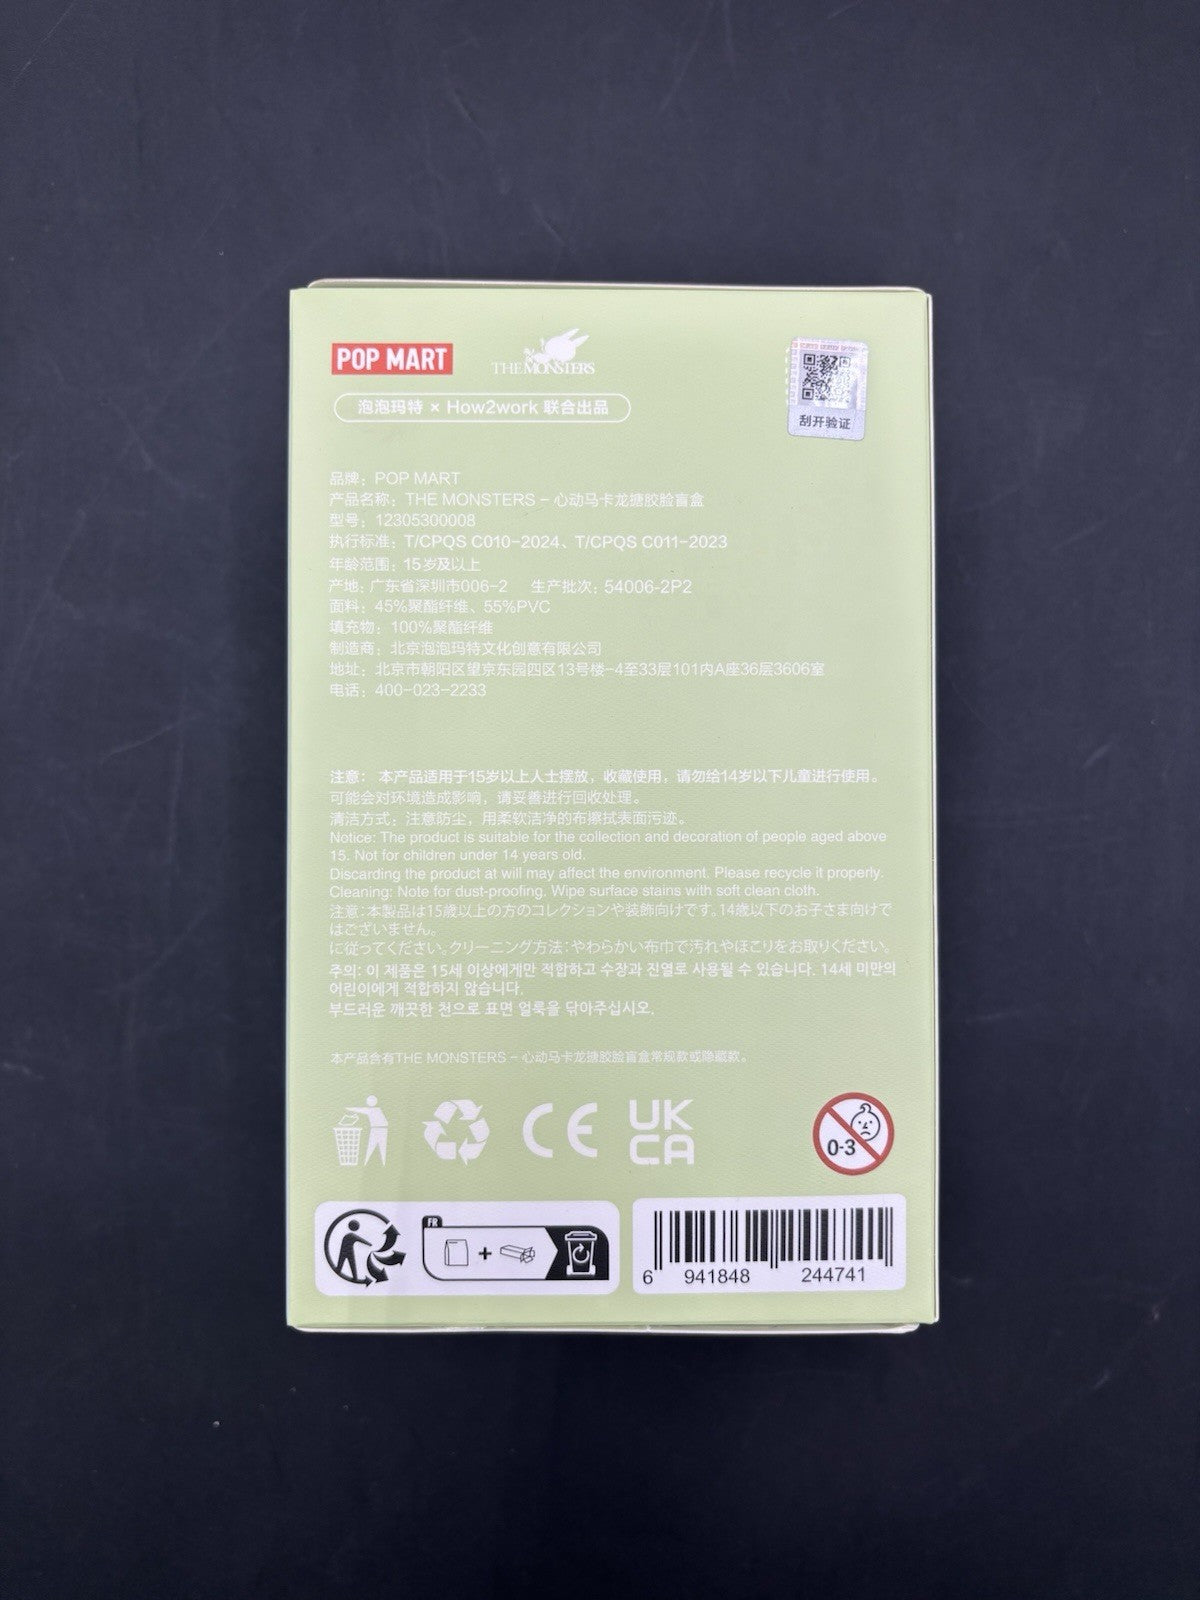 POP MART
THE MONSTERS
泡泡玛特 × How2work 联合出品
刮开验证
品牌：POP MART
产品名称：THE MONSTERS – 心动马卡龙搪胶脸盲盒
型号：12305300008
执行标准：T/CPQS C010-2024、T/CPQS C011-2023
年龄范围：15岁及以上
产地：广东省深圳市006-2 生产批次：54006-2P2
面料：45%聚酯纤维、55%PVC
填充物：100%聚酯纤维
制造商：北京泡泡玛特文化创意有限公司
地址：北京市朝阳区望京东园四区13号楼-4至33层101内A座36层3606室
电话：400-023-2233
注意：本产品适用于15岁以上人士摆放，收藏使用，请勿给14岁以下儿童进行使用。
可能会对环境造成影响，请妥善进行回收处理。
清洁方式：注意防尘，用柔软洁净的布擦拭表面污迹。
Notice: The product is suitable for the collection and decoration of people aged above
15. Not for children under 14 years old.
Discarding the product at will may affect the environment. Please recycle it properly.
Cleaning: Note for dust-proofing, Wipe surface stains with soft clean cloth.
注意：本製品は15歳以上の方のコレクションや装飾向けです。14歳以下のお子さま向けで
はございません。
に従ってください。クリーニング方法：やわらかい布巾で汚れやほこりをお取りください。
주의: 이 제품은 15세 이상에게만 적합하고 수장과 진열로 사용될 수 있습니다. 14세 미만의
어린이에게 적합하지 않습니다.
부드러운 깨끗한 천으로 표면 얼룩을 닦아주십시오.
本产品含有THE MONSTERS – 心动马卡龙搪胶脸盲盒常规款或隐藏款。
CE
UK
CA
0-3
FR
+
6 941848 244741